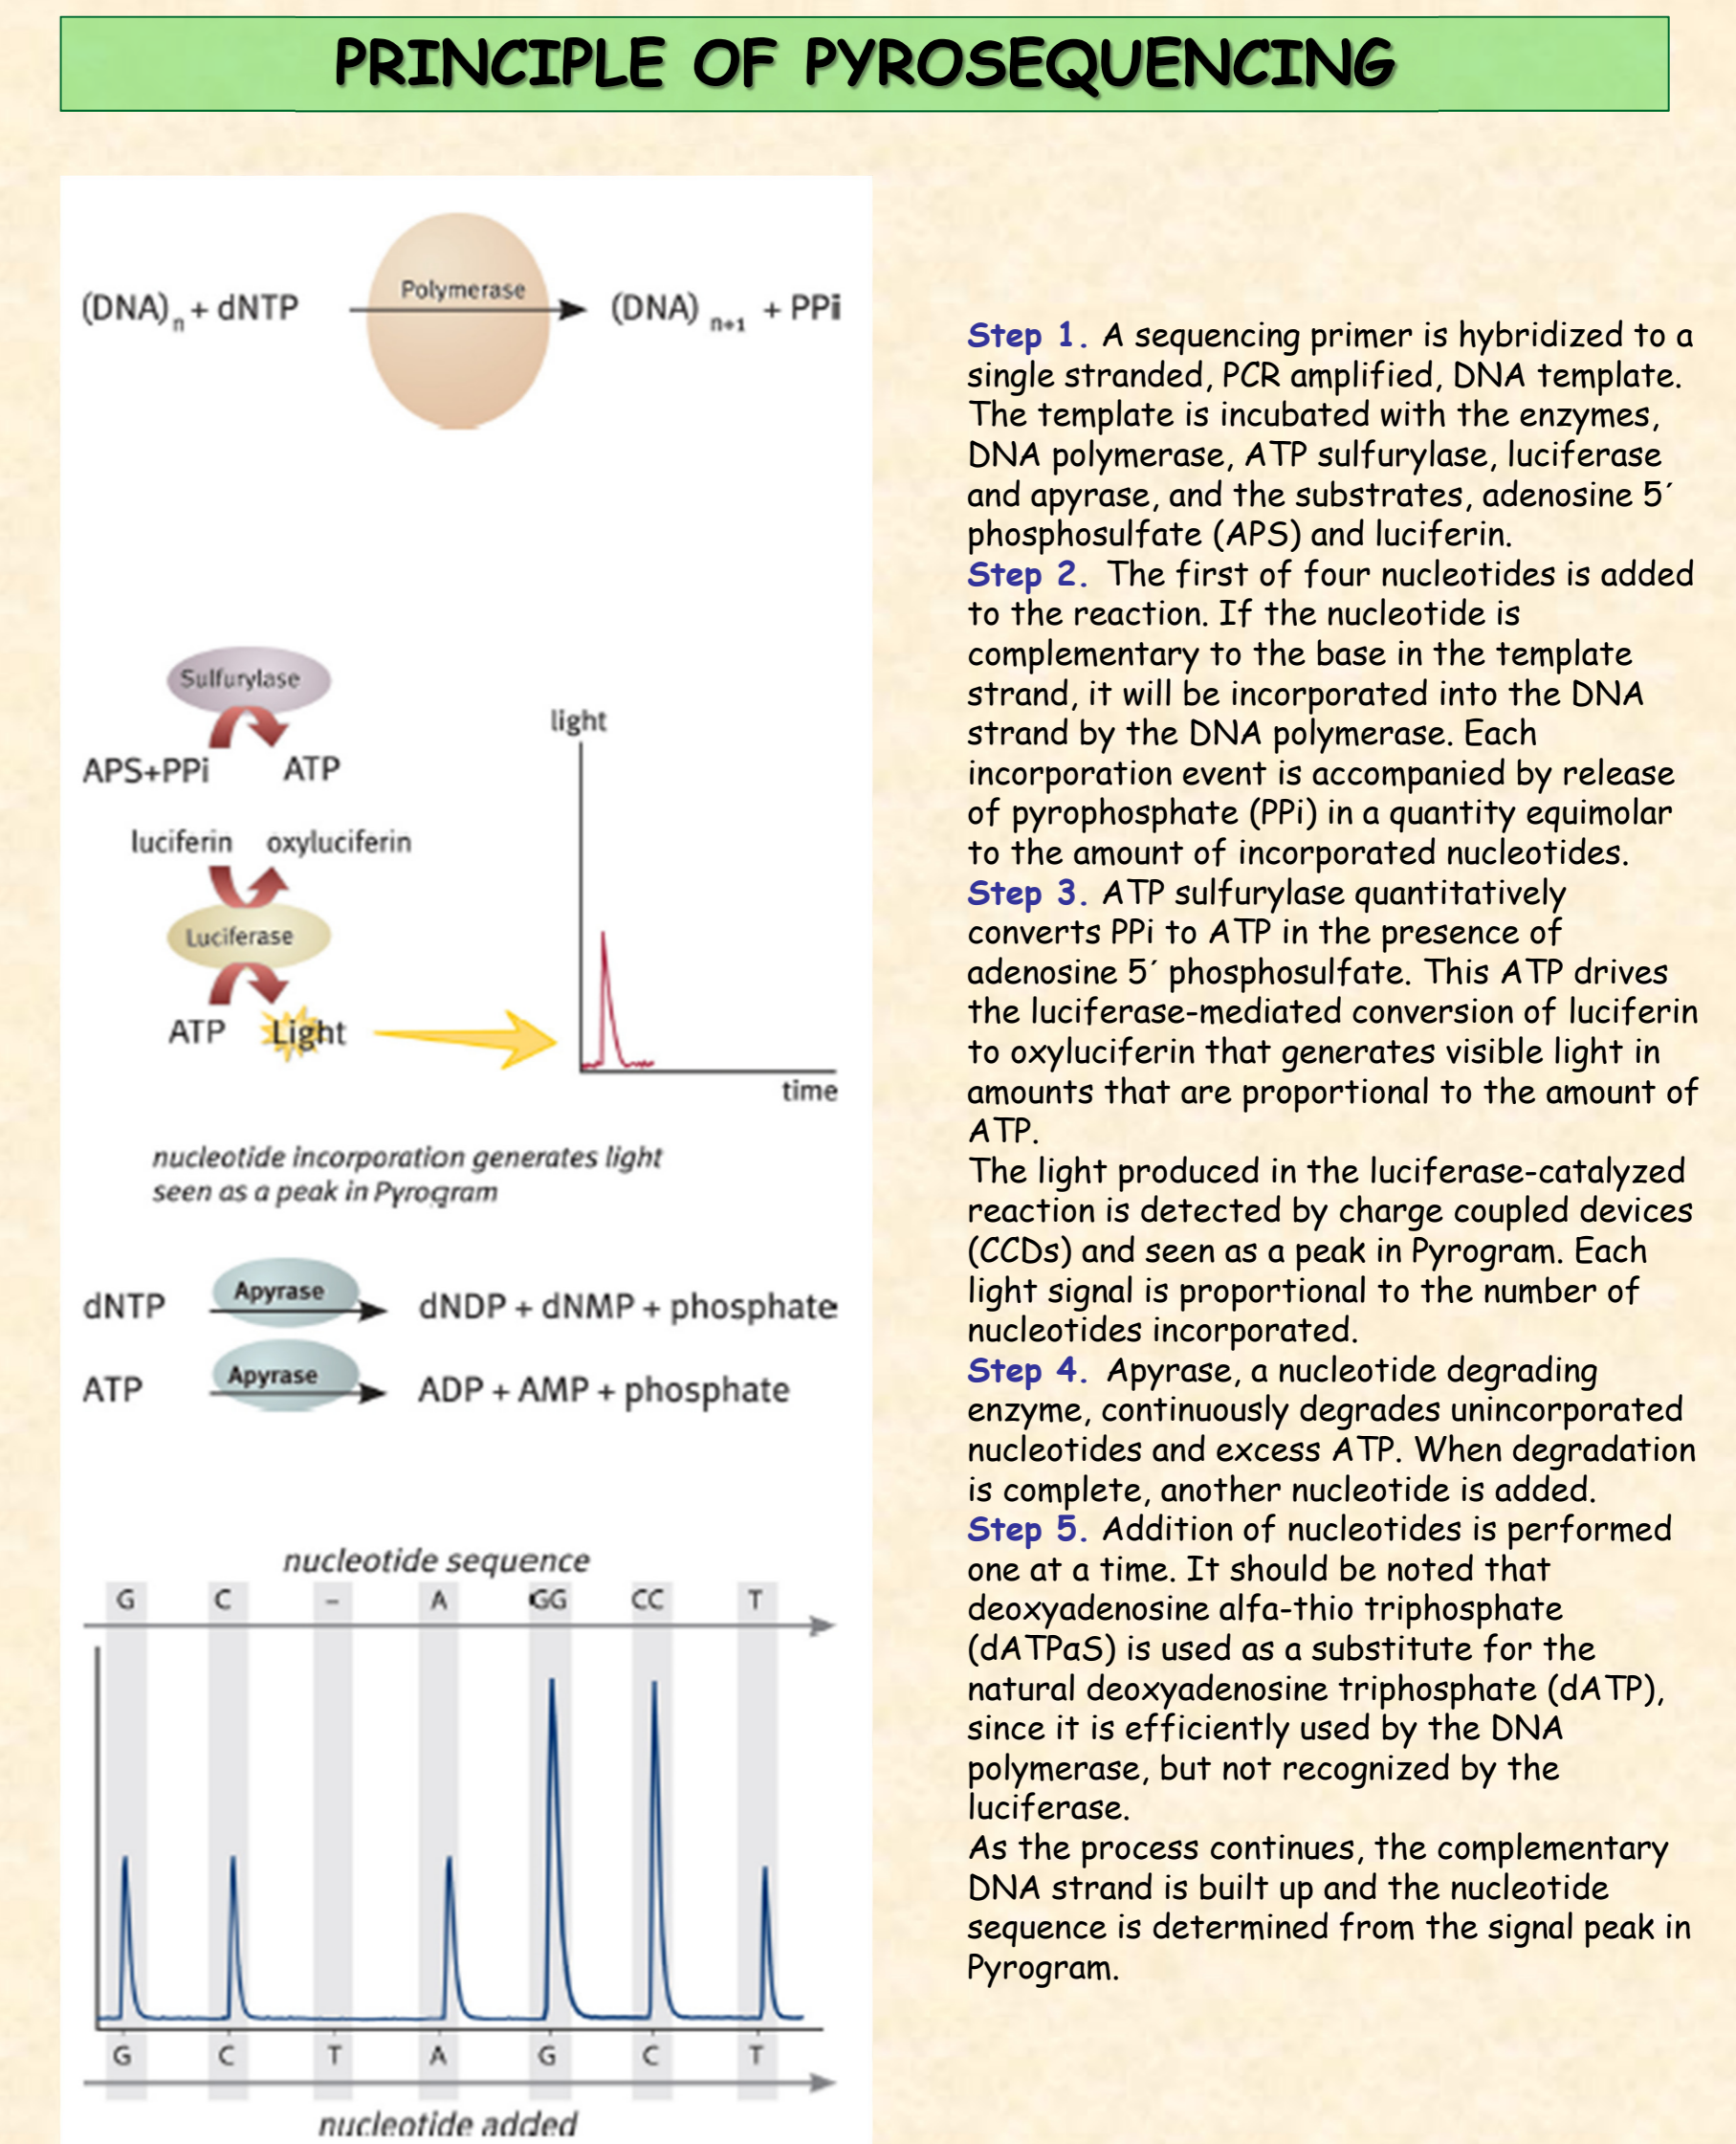 PRINCIPLE OF PYROSEQUENCING
(DNA)n + dNTP Polymerase (DNA) n+1 + PPi
Sulfurylase
APS+PPi ATP
luciferin oxyluciferin
Luciferase
ATP Light
light
time
nucleotide incorporation generates light
seen as a peak in Pyrogram
dNTP Apyrase dNDP + dNMP + phosphate
ATP Apyrase ADP + AMP + phosphate
nucleotide sequence
G C – A GG CC T
G C T A G C T
nucleotide added
Step 1. A sequencing primer is hybridized to a
single stranded, PCR amplified, DNA template.
The template is incubated with the enzymes,
DNA polymerase, ATP sulfurylase, luciferase
and apyrase, and the substrates, adenosine 5´
phosphosulfate (APS) and luciferin.
Step 2. The first of four nucleotides is added
to the reaction. If the nucleotide is
complementary to the base in the template
strand, it will be incorporated into the DNA
strand by the DNA polymerase. Each
incorporation event is accompanied by release
of pyrophosphate (PPi) in a quantity equimolar
to the amount of incorporated nucleotides.
Step 3. ATP sulfurylase quantitatively
converts PPi to ATP in the presence of
adenosine 5´ phosphosulfate. This ATP drives
the luciferase-mediated conversion of luciferin
to oxyluciferin that generates visible light in
amounts that are proportional to the amount of
ATP.
The light produced in the luciferase-catalyzed
reaction is detected by charge coupled devices
(CCDs) and seen as a peak in Pyrogram. Each
light signal is proportional to the number of
nucleotides incorporated.
Step 4. Apyrase, a nucleotide degrading
enzyme, continuously degrades unincorporated
nucleotides and excess ATP. When degradation
is complete, another nucleotide is added.
Step 5. Addition of nucleotides is performed
one at a time. It should be noted that
deoxyadenosine alfa-thio triphosphate
(dATPaS) is used as a substitute for the
natural deoxyadenosine triphosphate (dATP),
since it is efficiently used by the DNA
polymerase, but not recognized by the
luciferase.
As the process continues, the complementary
DNA strand is built up and the nucleotide
sequence is determined from the signal peak in
Pyrogram.